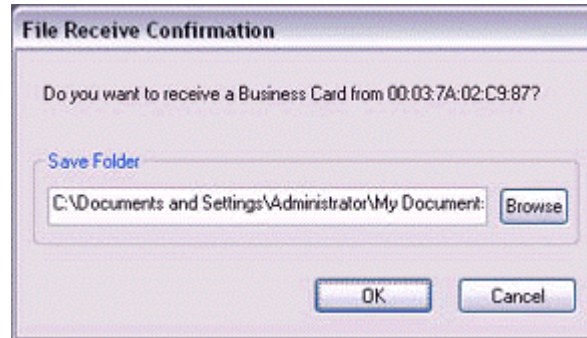 File Receive Confirmation
Do you want to receive a Business Card from 00:03:7A:02:C9:87?
Save Folder
C:\Documents and Settings\Administrator\My Document:
Browse
OK
Cancel